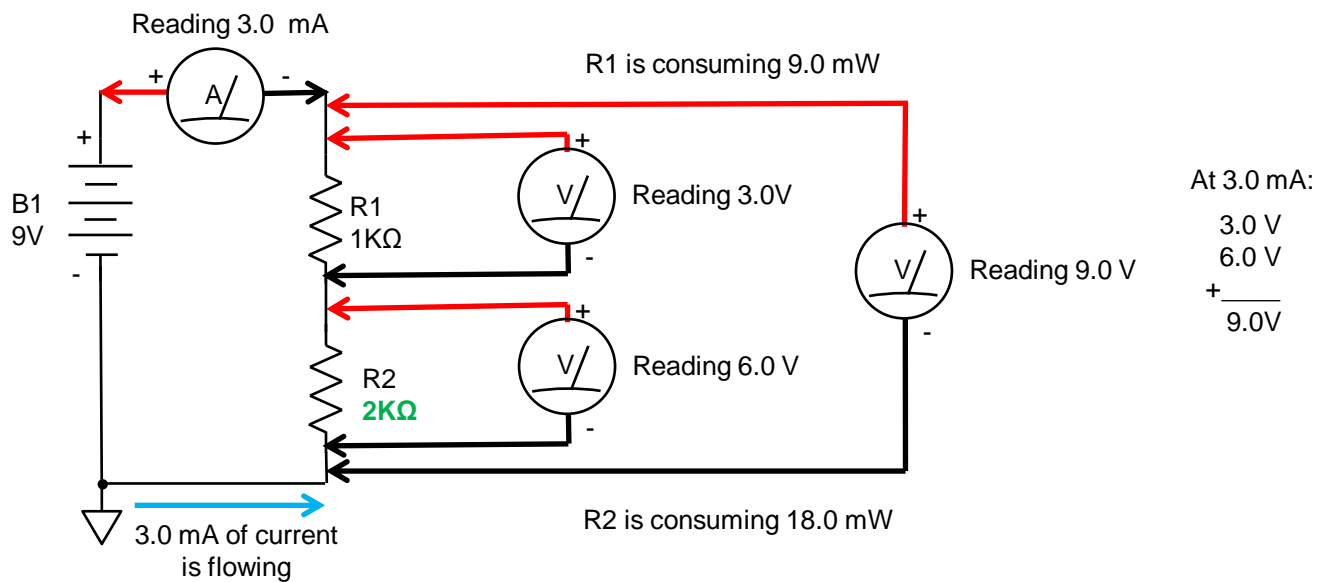 Reading 3.0 mA
R1 is consuming 9.0 mW
+
-
A
+
+
V
Reading 3.0V
-
B1
9V
-
R1
1KΩ
+
V
Reading 9.0 V
-
At 3.0 mA:
3.0 V
6.0 V
+____
9.0V
+
V
Reading 6.0 V
-
R2
2KΩ
3.0 mA of current
is flowing
R2 is consuming 18.0 mW